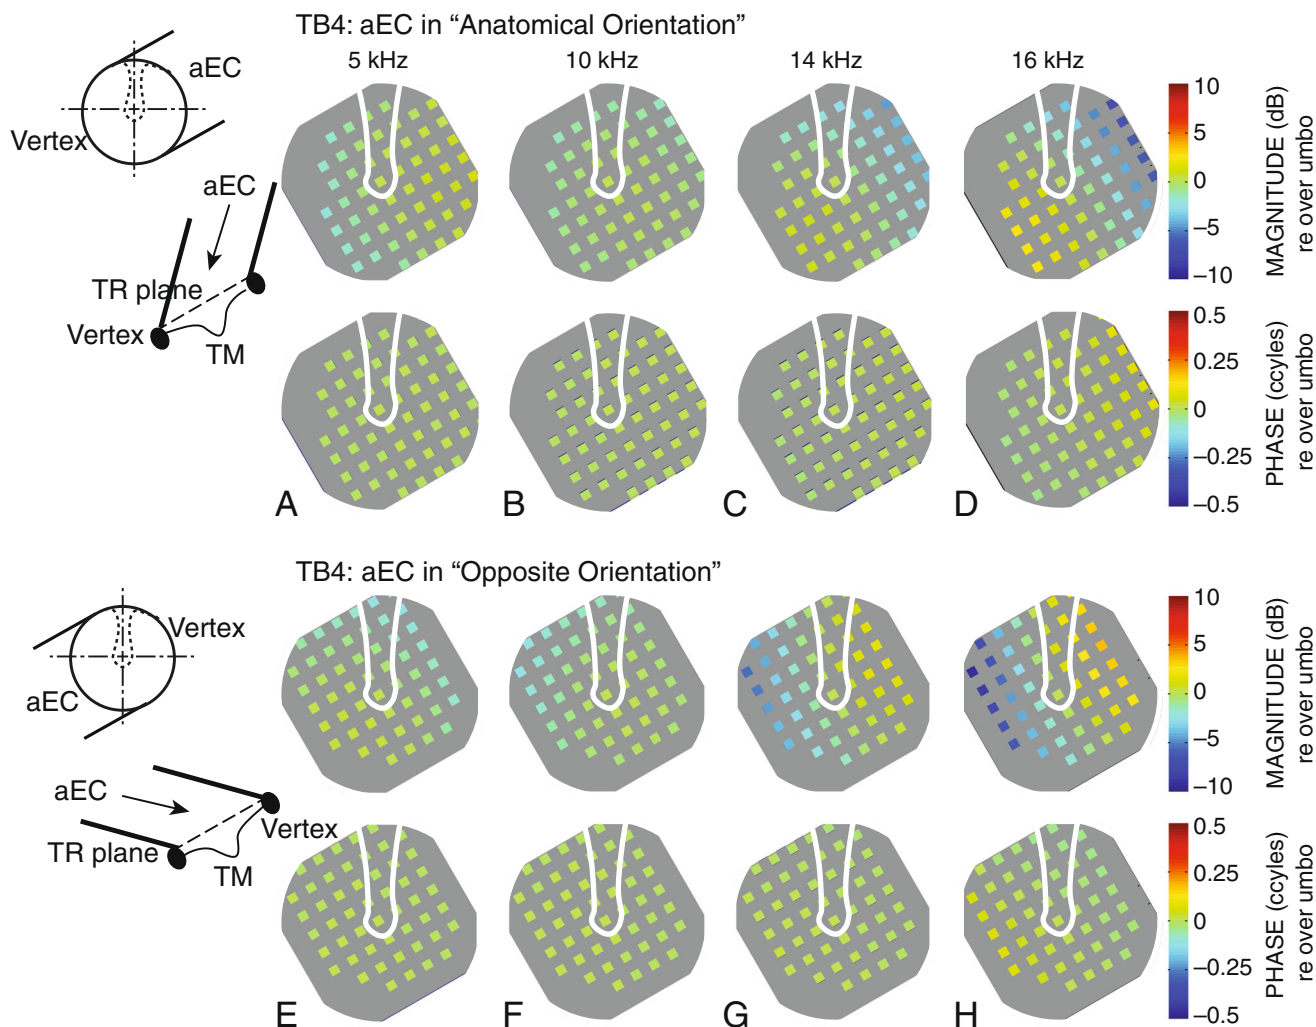 TB4: aEC in “Anatomical Orientation”
5 kHz 10 kHz 14 kHz 16 kHz
aEC
Vertex
aEC
TR plane
Vertex
TM
10
5
0
−5
−10
MAGNITUDE (dB)
re over umbo
0.5
0.25
0
−0.25
−0.5
PHASE (ccyles)
re over umbo
A B C D
TB4: aEC in “Opposite Orientation”
Vertex
aEC
aEC
Vertex
TR plane
TM
10
5
0
−5
−10
MAGNITUDE (dB)
re over umbo
0.5
0.25
0
−0.25
−0.5
PHASE (ccyles)
re over umbo
E F G H